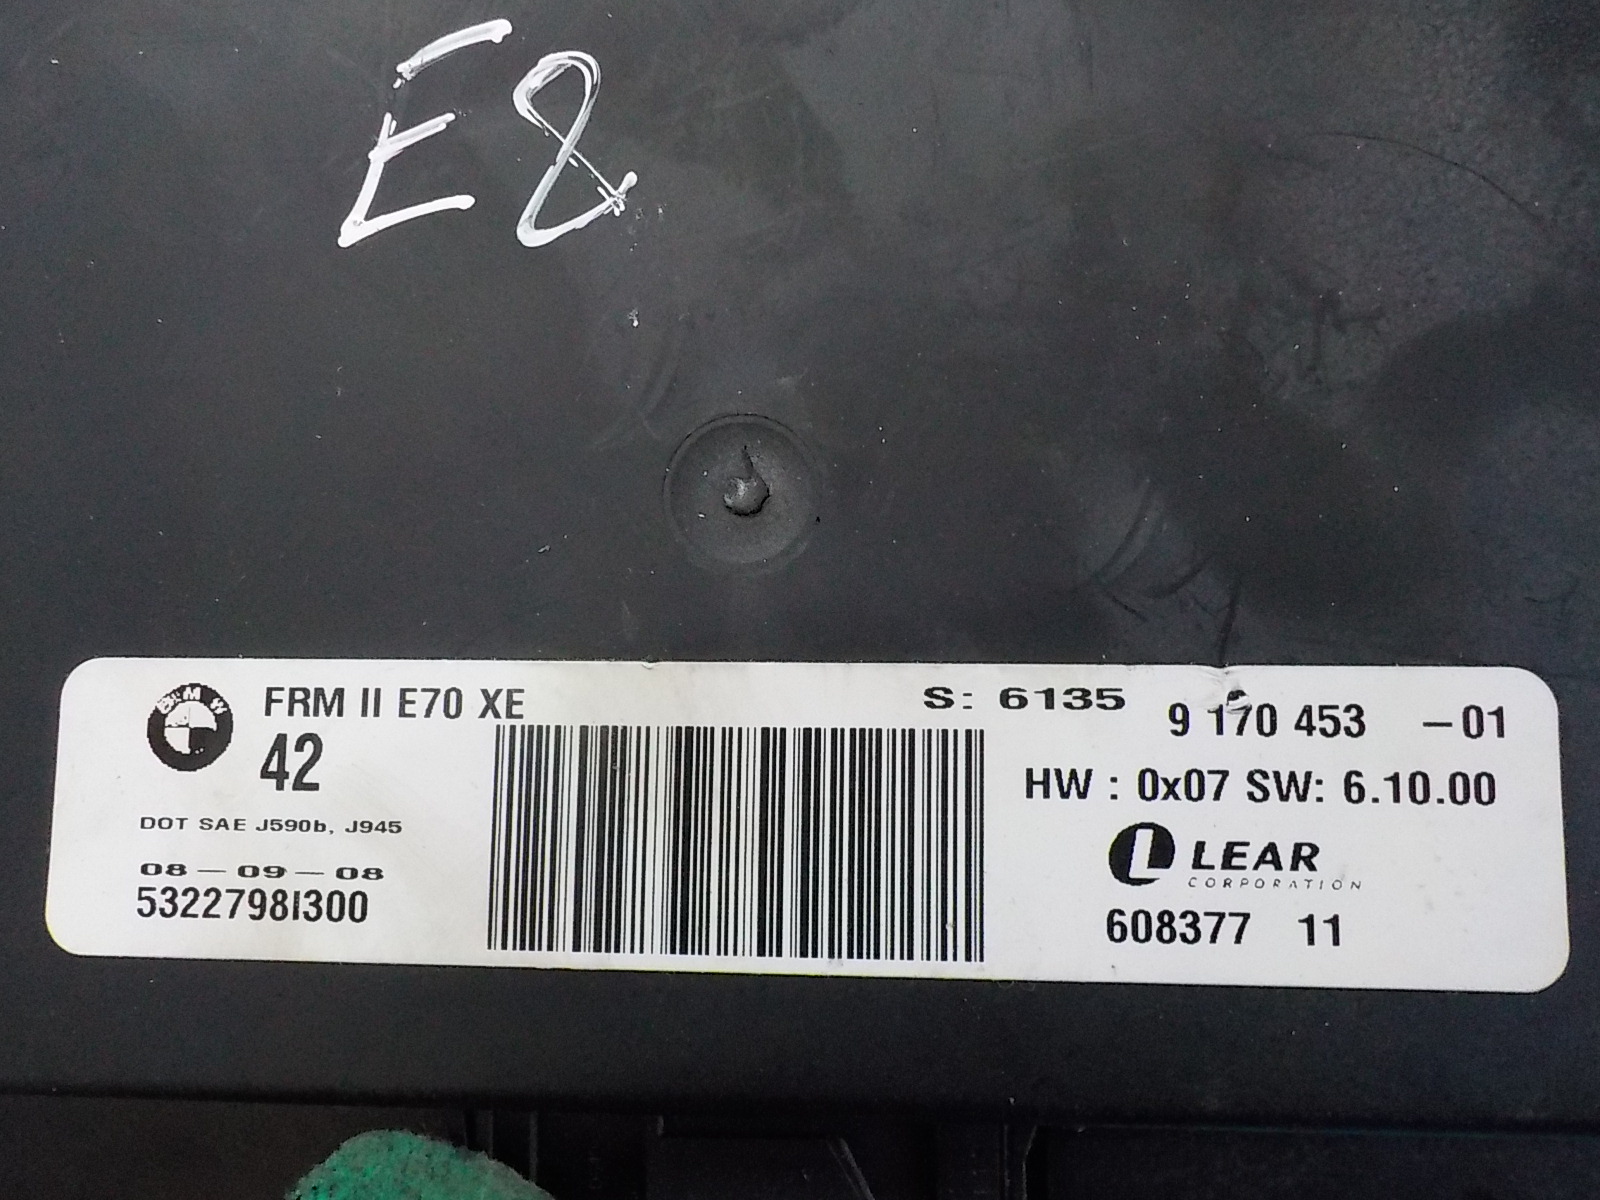 E8
BMW
FRM II E70 XE
42
DOT SAE J590b, J945
08-09-08
53227981300
S: 6135 9 170 453 -01
HW : 0x07 SW: 6.10.00
L LEAR
CORPORATION
608377 11